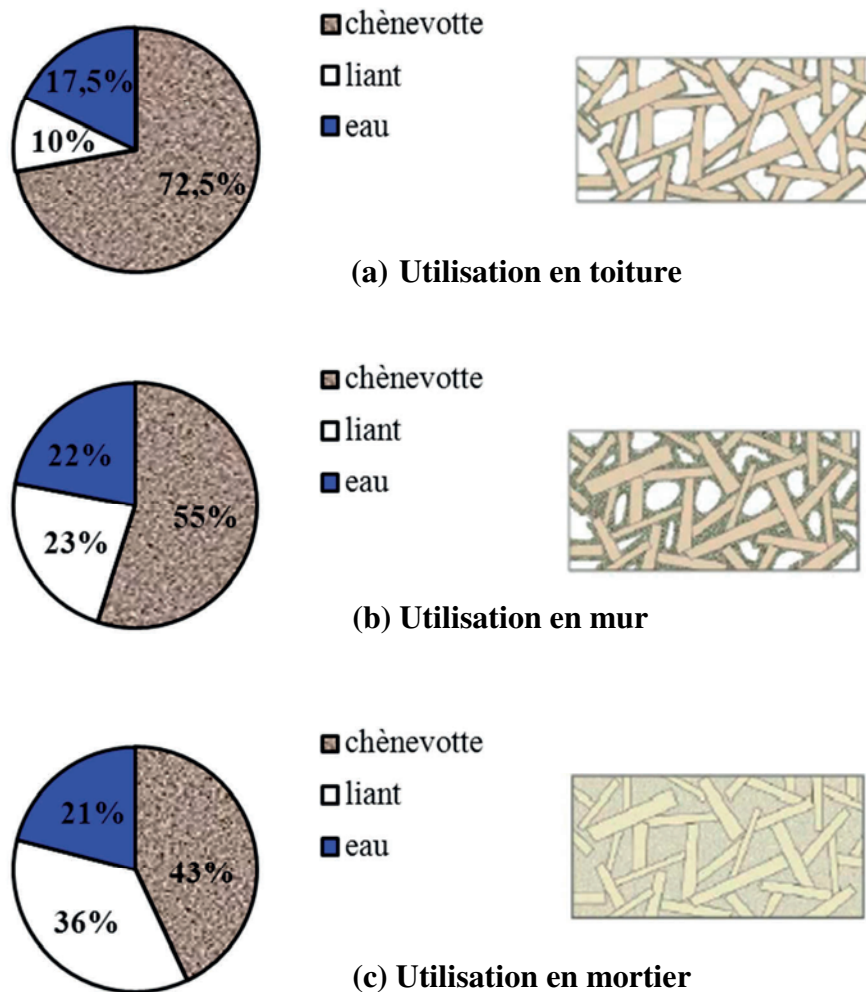 17,5%
10%
72,5%
chènevotte
liant
eau
(a) Utilisation en toiture
22%
23%
55%
chènevotte
liant
eau
(b) Utilisation en mur
21%
36%
43%
chènevotte
liant
eau
(c) Utilisation en mortier